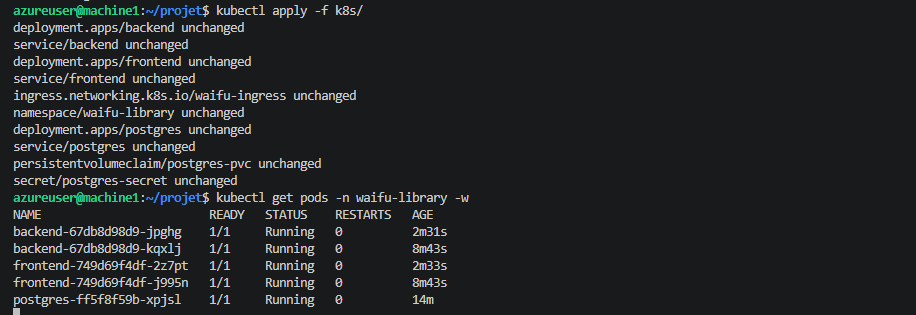 azureuser@machine1:~/projet$ kubectl apply -f k8s/
deployment.apps/backend unchanged
service/backend unchanged
deployment.apps/frontend unchanged
service/frontend unchanged
ingress.networking.k8s.io/waifu-ingress unchanged
namespace/waifu-library unchanged
deployment.apps/postgres unchanged
service/postgres unchanged
persistentvolumeclaim/postgres-pvc unchanged
secret/postgres-secret unchanged
azureuser@machine1:~/projet$ kubectl get pods -n waifu-library -w
NAME READY STATUS RESTARTS AGE
backend-67db8d98d9-jpghg 1/1 Running 0 2m31s
backend-67db8d98d9-kqxlj 1/1 Running 0 8m43s
frontend-749d69f4df-2z7pt 1/1 Running 0 2m33s
frontend-749d69f4df-j995n 1/1 Running 0 8m43s
postgres-ff5f8f59b-xpjsl 1/1 Running 0 14m